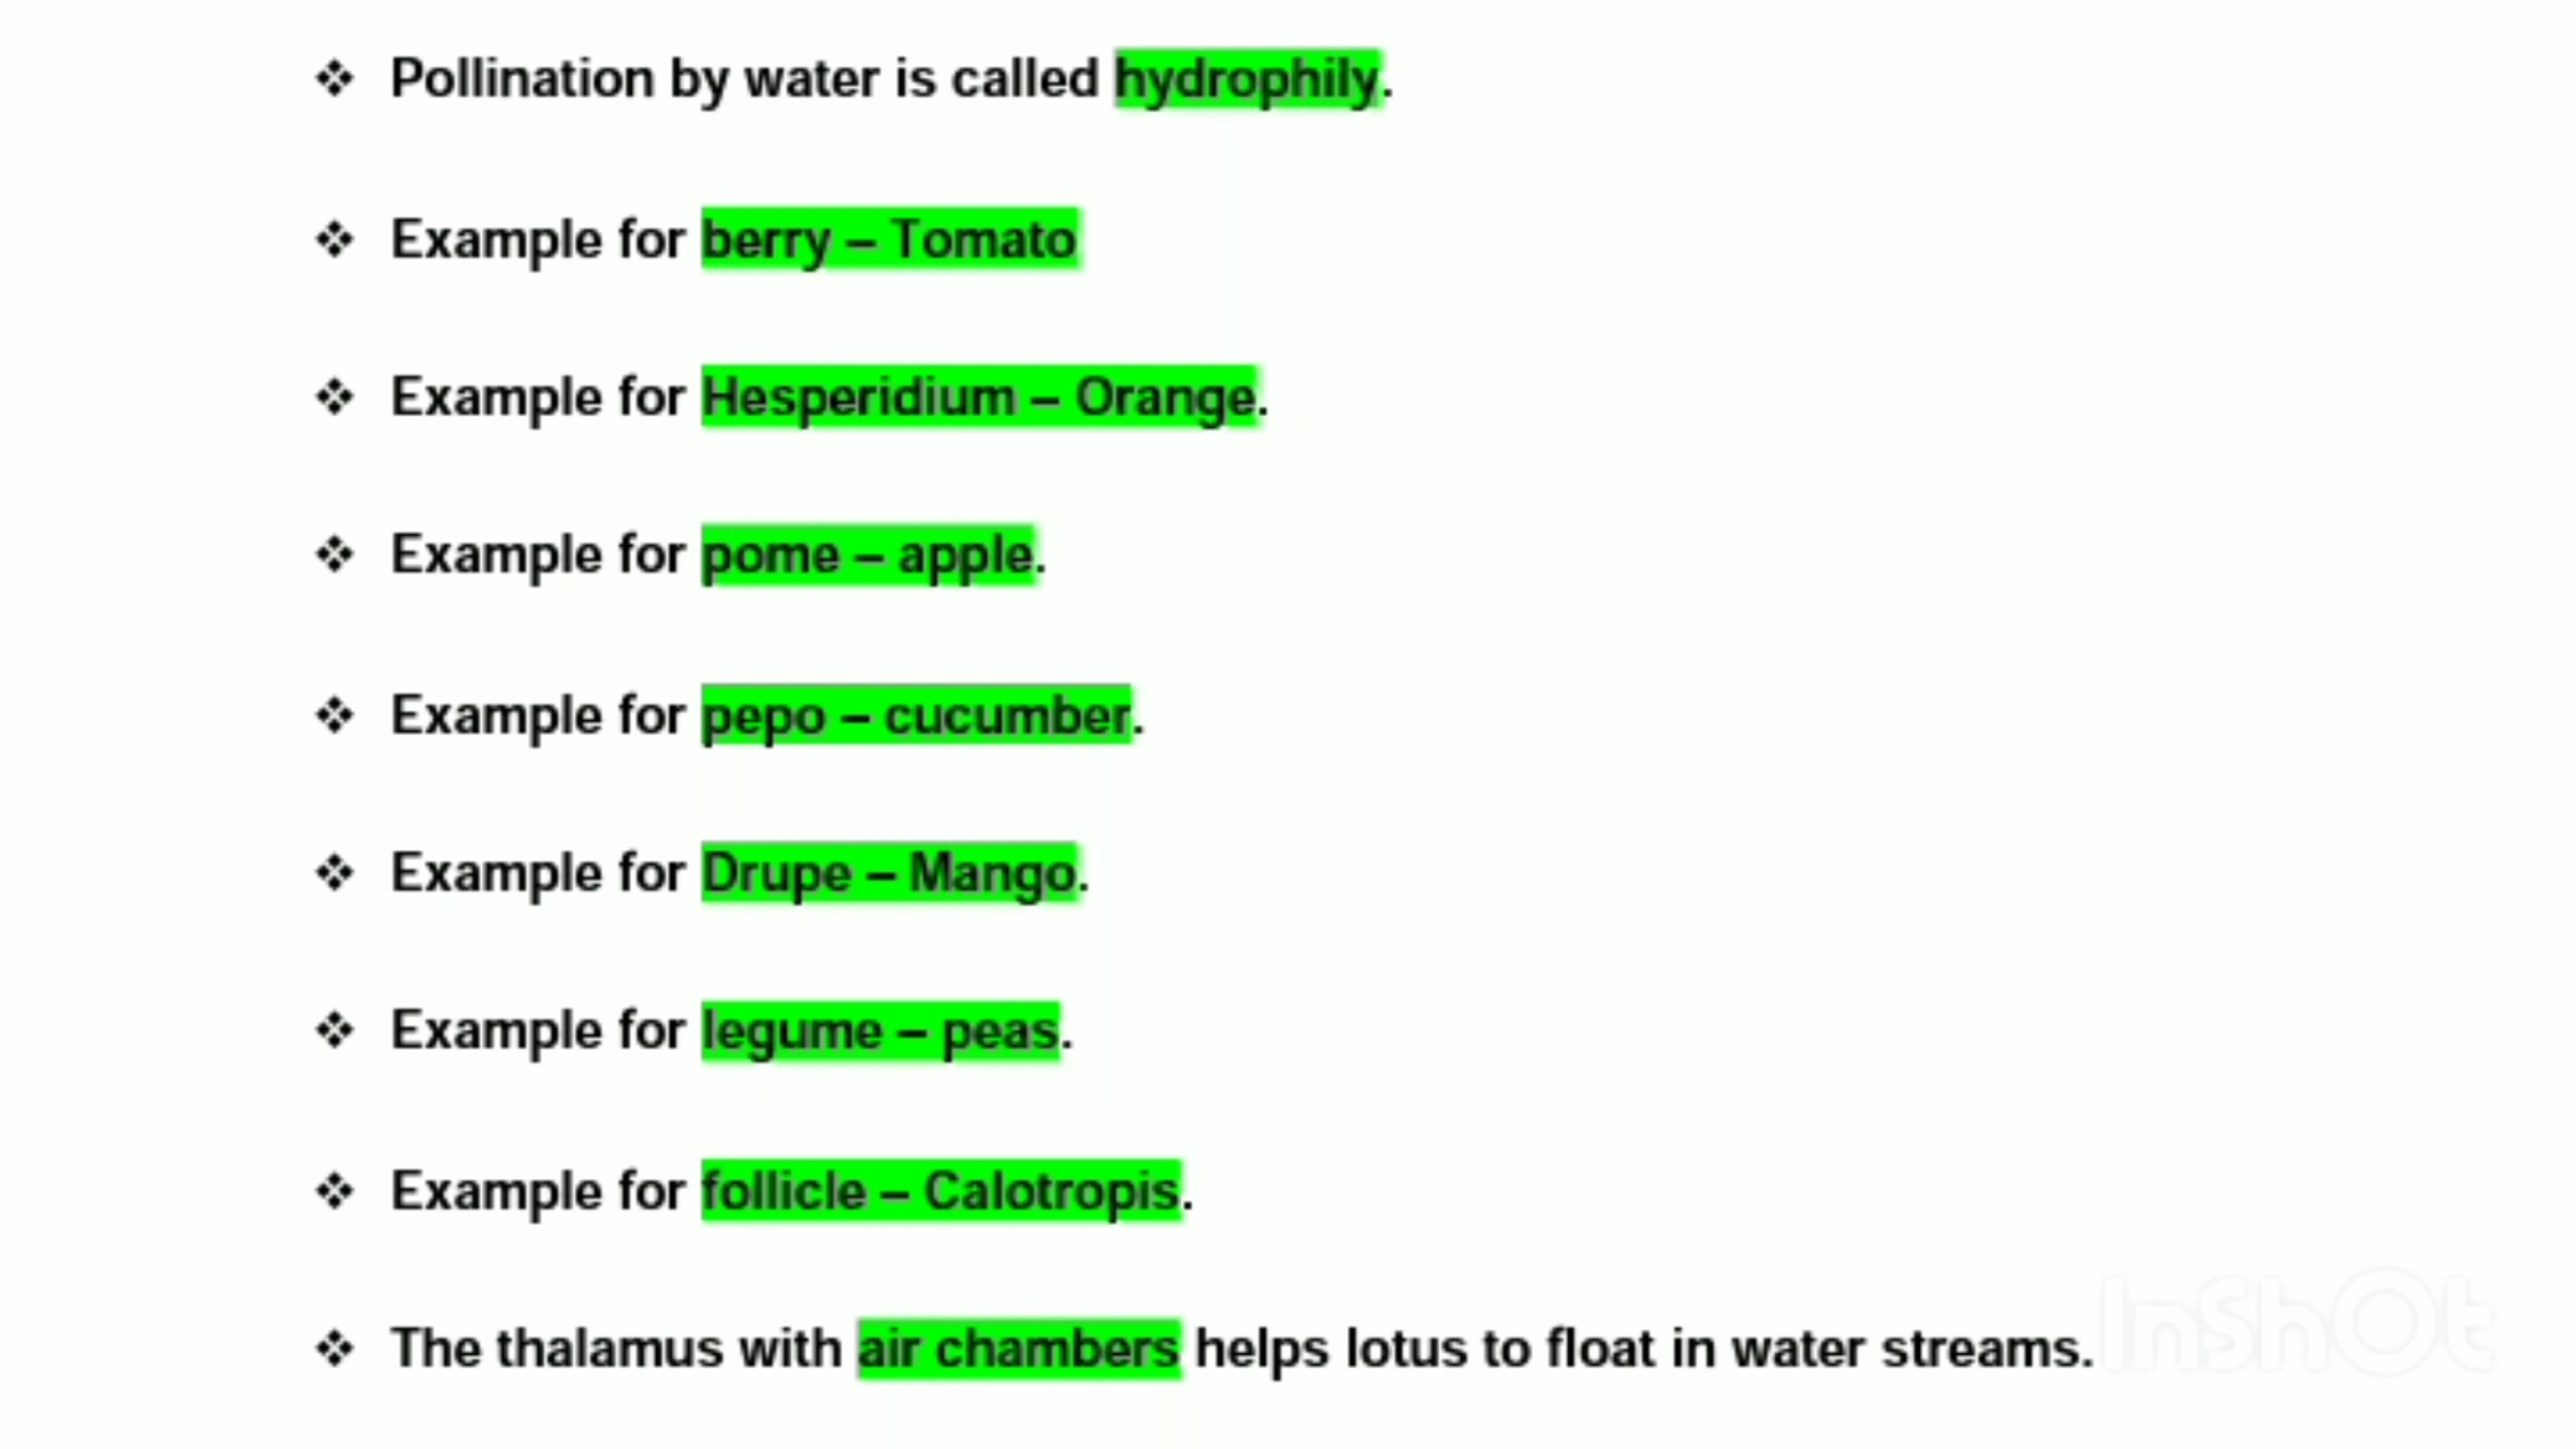 ❖ Pollination by water is called hydrophily.
❖ Example for berry – Tomato
❖ Example for Hesperidium – Orange.
❖ Example for pome – apple.
❖ Example for pepo – cucumber.
❖ Example for Drupe – Mango.
❖ Example for legume – peas.
❖ Example for follicle – Calotropis.
❖ The thalamus with air chambers helps lotus to float in water streams.
InShOt